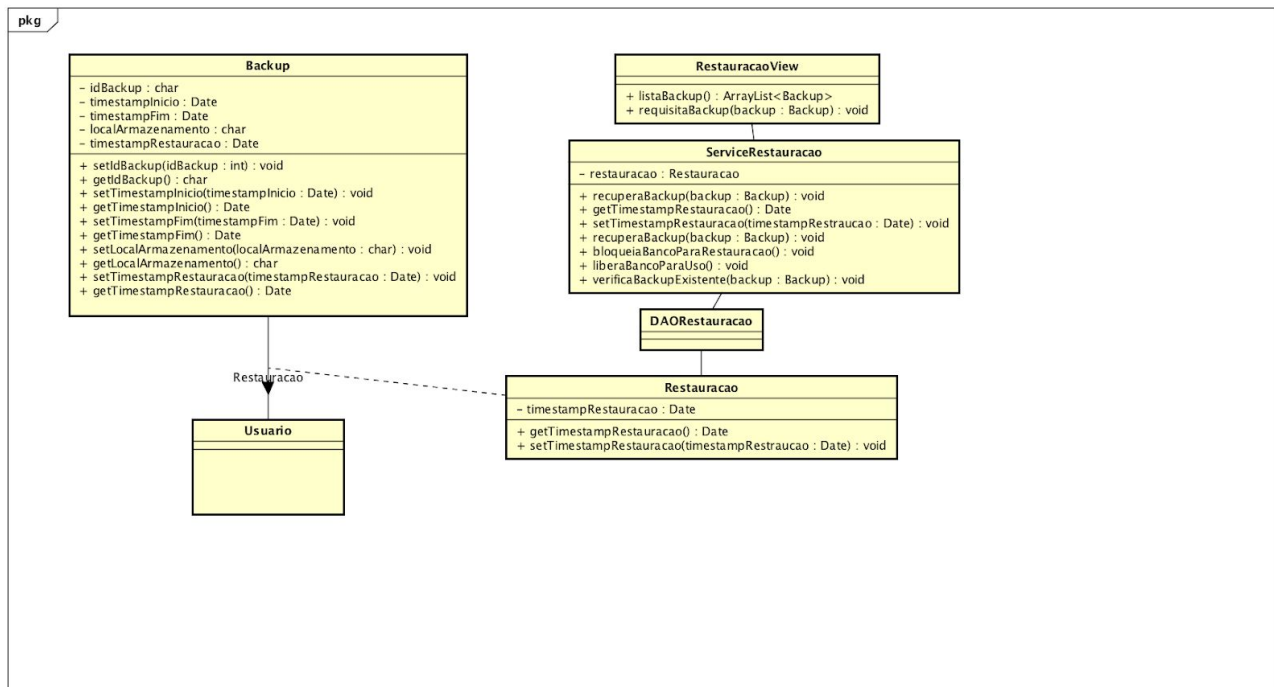 pkg
Backup
- idBackup : char
- timestampInicio : Date
- timestampFim : Date
- localArmazenamento : char
- timestampRestauracao : Date
+ setIdBackup(idBackup : int) : void
+ getIdBackup() : char
+ setTimestampInicio(timestampInicio : Date) : void
+ getTimestampInicio() : Date
+ setTimestampFim(timestampFim : Date) : void
+ getTimestampFim() : Date
+ setLocalArmazenamento(localArmazenamento : char) : void
+ getLocalArmazenamento() : char
+ setTimestampRestauracao(timestampRestauracao : Date) : void
+ getTimestampRestauracao() : Date
RestauracaoView
+ listaBackup() : ArrayList<Backup>
+ requisitaBackup(backup : Backup) : void
ServiceRestauracao
- restauracao : Restauracao
+ recuperaBackup(backup : Backup) : void
+ getTimestampRestauracao() : Date
+ setTimestampRestauracao(timestampRestraucao : Date) : void
+ recuperaBackup(backup : Backup) : void
+ bloqueiaBancoParaRestauracao() : void
+ liberaBancoParaUso() : void
+ verificaBackupExistente(backup : Backup) : void
DAORestauracao
Restauracao
Restauracao
- timestampRestauracao : Date
+ getTimestampRestauracao() : Date
+ setTimestampRestauracao(timestampRestraucao : Date) : void
Usuario